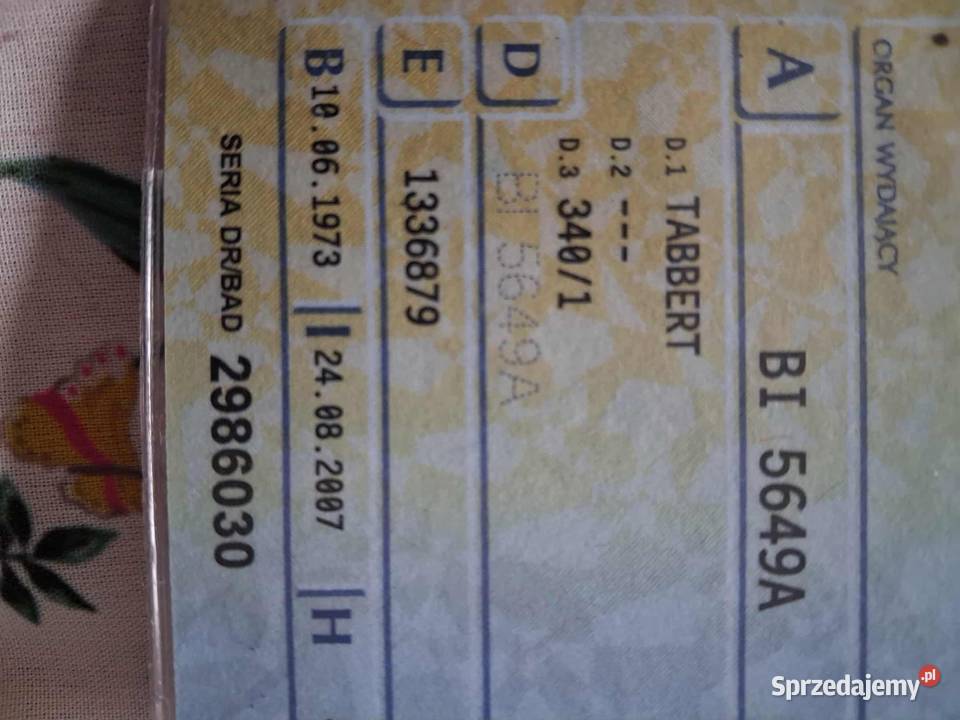 ORGAN WYDAJĄCY
A BI 5649A
D.1 TABBERT
D.2 ---
D.3 340/1
D BI 5649A
E 1336879
B 10.06.1973 I 24.08.2007 H
SERIA DR/BAD 2986030
Sprzedajemy.pl